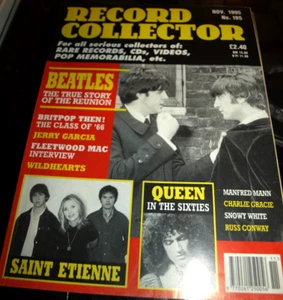 RECORD
COLLECTOR
NOV. 1995
No. 195
£2.40
For all serious collectors of:
RARE RECORDS, CDs, VIDEOS,
POP MEMORABILIA, etc.
BEATLES
THE TRUE STORY
OF THE REUNION
BRITPOP THEN!
THE CLASS OF '66
JERRY GARCIA
FLEETWOOD MAC
INTERVIEW
WILDHEARTS
SAINT ETIENNE
QUEEN
IN THE SIXTIES
MANFRED MANN
CHARLIE GRACIE
SNOWY WHITE
RUSS CONWAY